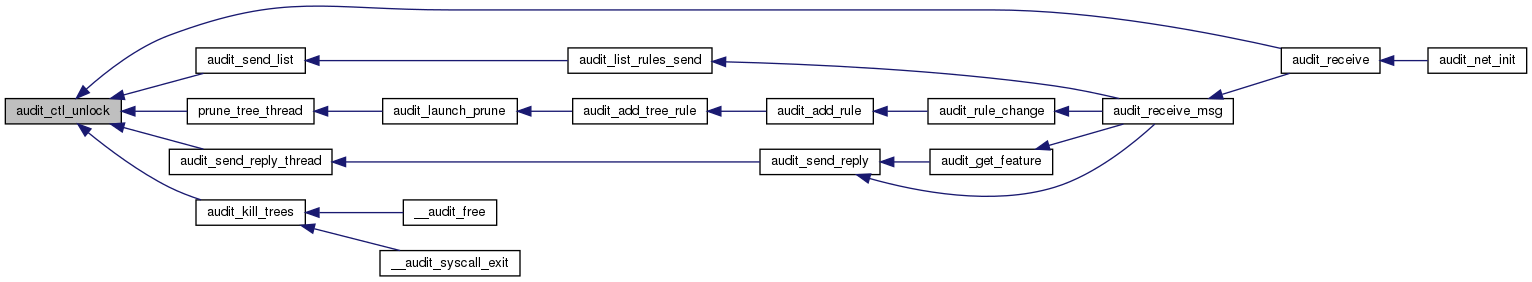 audit_send_list
audit_list_rules_send
audit_receive
audit_net_init
audit_ctl_unlock
prune_tree_thread
audit_launch_prune
audit_add_tree_rule
audit_add_rule
audit_rule_change
audit_receive_msg
audit_send_reply_thread
audit_send_reply
audit_get_feature
audit_kill_trees
__audit_free
__audit_syscall_exit